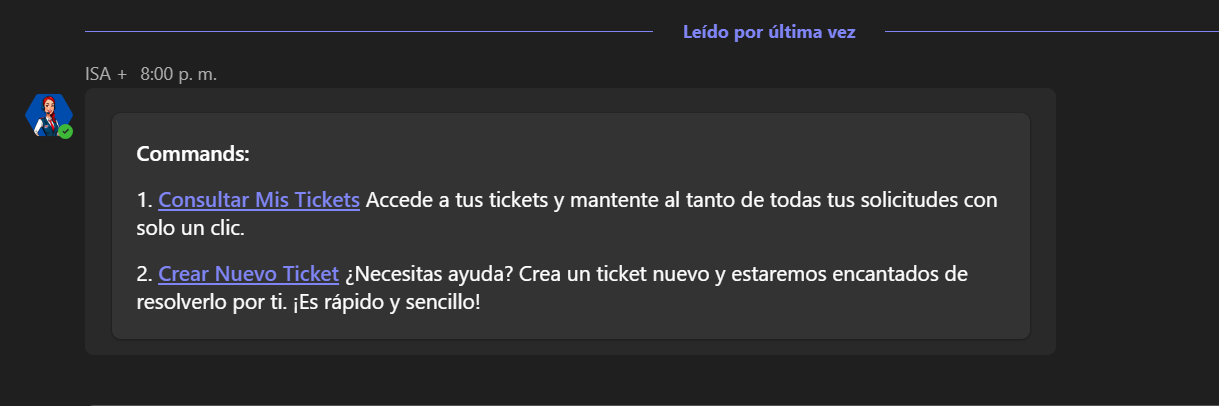 Leído por última vez
ISA + 8:00 p. m.
Commands:
1. Consultar Mis Tickets Accede a tus tickets y mantente al tanto de todas tus solicitudes con
solo un clic.
2. Crear Nuevo Ticket ¿Necesitas ayuda? Crea un ticket nuevo y estaremos encantados de
resolverlo por ti. ¡Es rápido y sencillo!